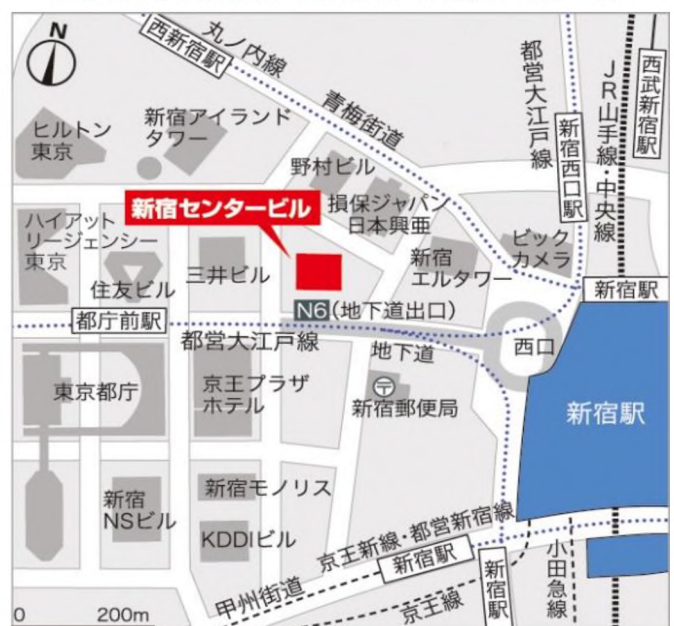 N
丸ノ内線
西新宿駅
青梅街道
都営大江戸線
新宿西口駅
JR山手線・中央線
西武新宿駅
ヒルトン
東京
新宿アイランド
タワー
野村ビル
新宿センタービル
損保ジャパン
日本興亜
ハイアット
リージェンシー
東京
住友ビル
三井ビル
新宿
エルタワー
ビック
カメラ
新宿駅
N6(地下道出口)
都庁前駅
都営大江戸線
地下道
西口
東京都庁
京王プラザ
ホテル
新宿郵便局
新宿駅
新宿
NSビル
新宿モノリス
KDDIビル
京王新線・都営新宿線
新宿駅
甲州街道
京王線
新宿駅
小田急線
0 200m